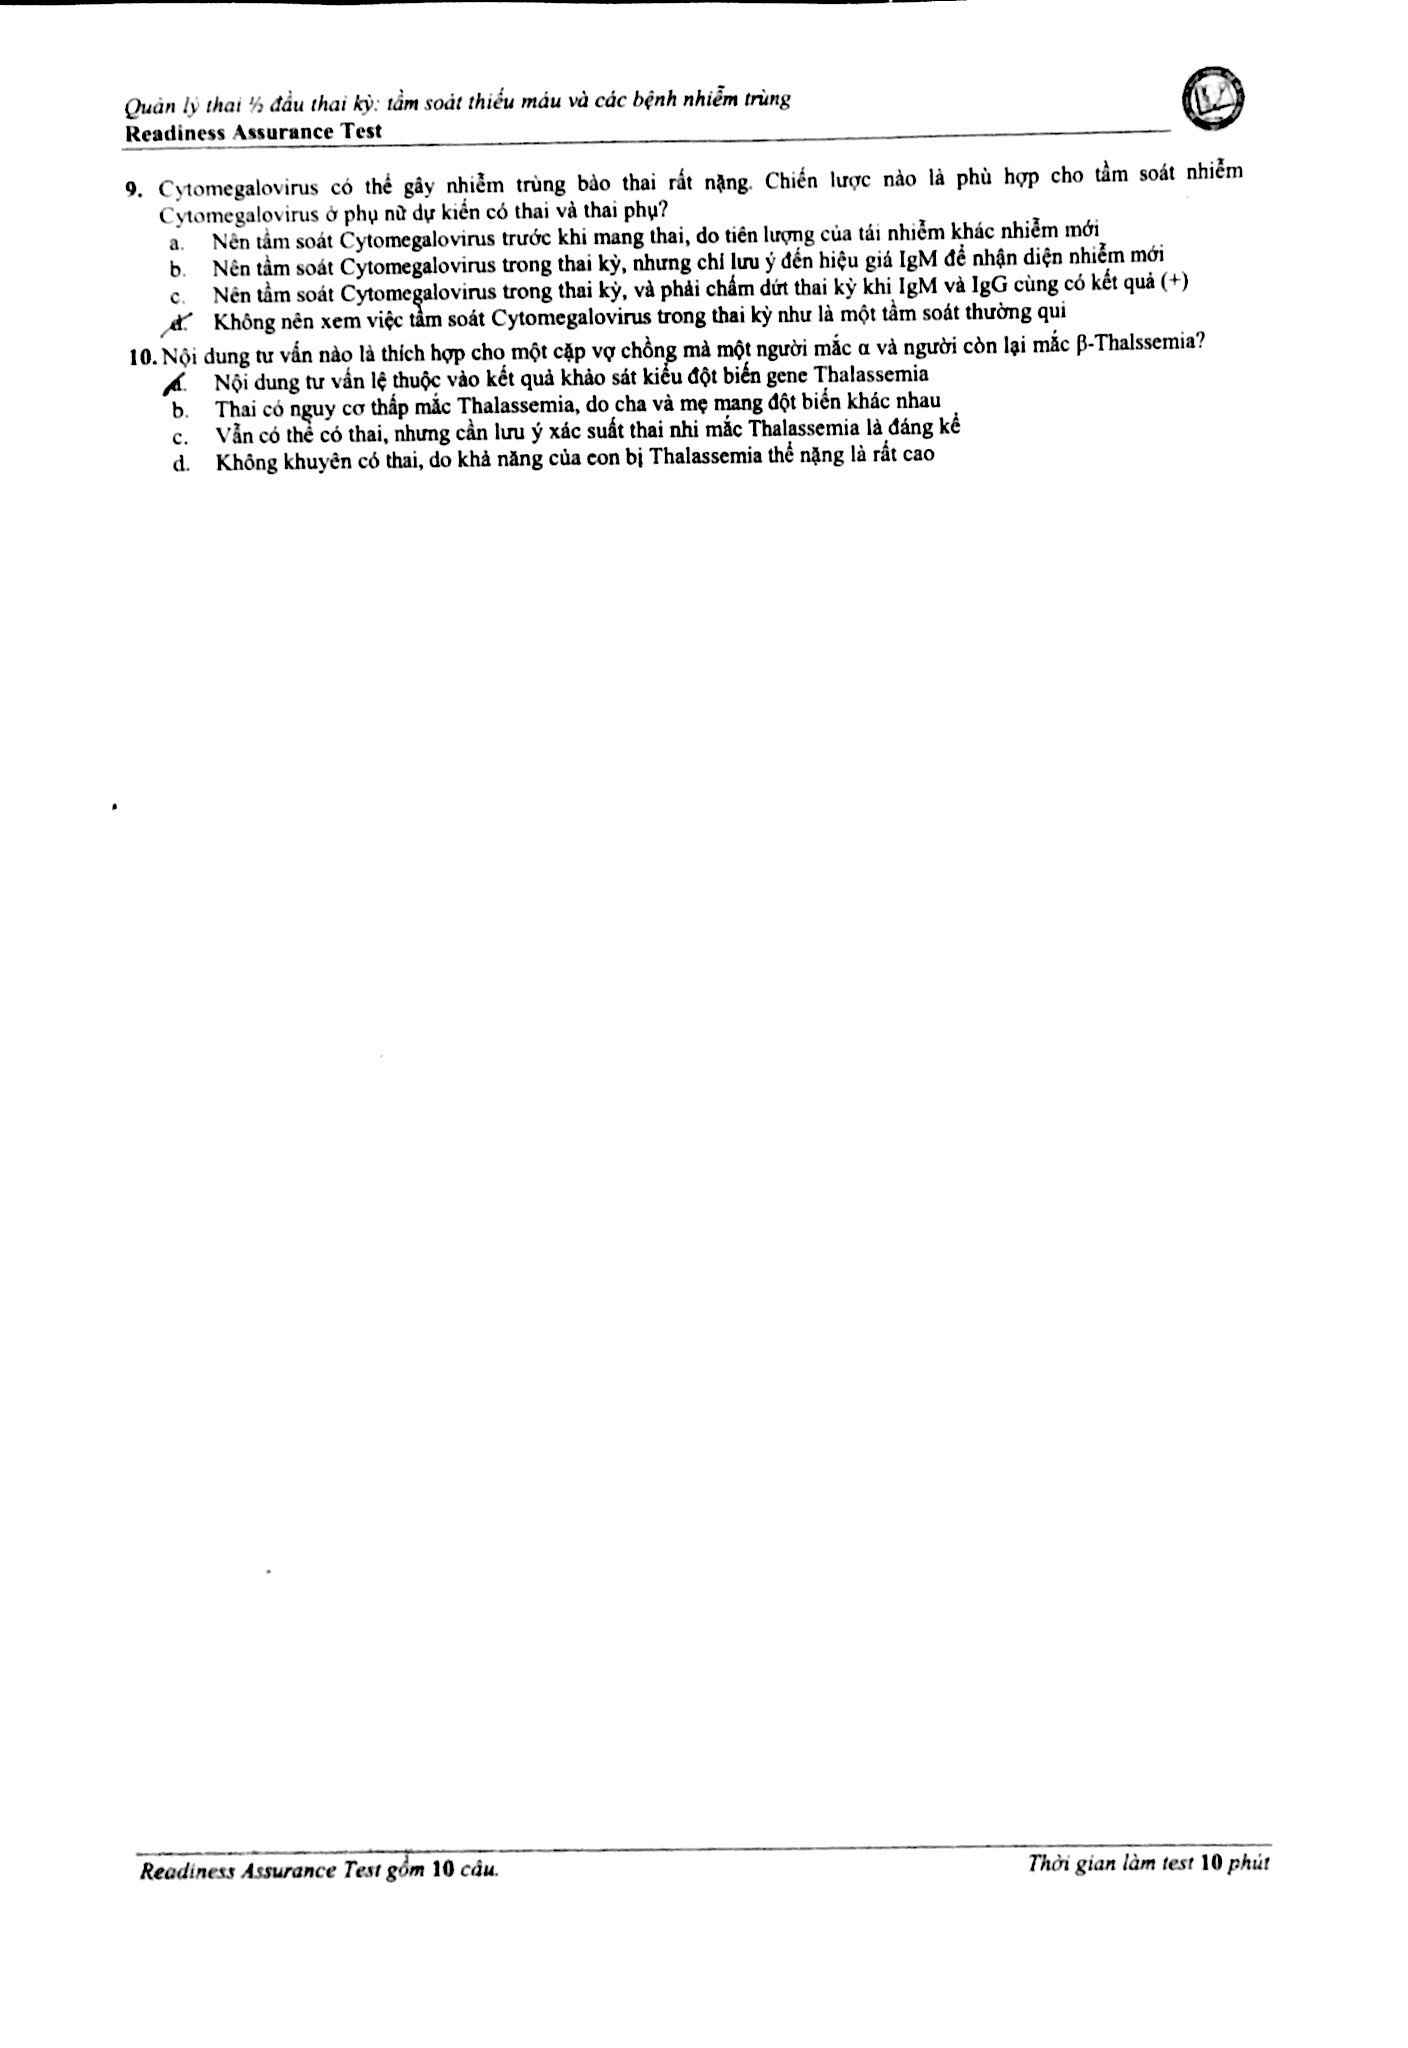 Quản lý thai ½ đầu thai kỳ: tầm soát thiếu máu và các bệnh nhiễm trùng
Readiness Assurance Test
9. Cytomegalovirus có thể gây nhiễm trùng bào thai rất nặng. Chiến lược nào là phù hợp cho tầm soát nhiễm
Cytomegalovirus ở phụ nữ dự kiến có thai và thai phụ?
a. Nên tầm soát Cytomegalovirus trước khi mang thai, do tiên lượng của tái nhiễm khác nhiễm mới
b. Nên tầm soát Cytomegalovirus trong thai kỳ, nhưng chỉ lưu ý đến hiệu giá IgM để nhận diện nhiễm mới
c. Nên tầm soát Cytomegalovirus trong thai kỳ, và phải chấm dứt thai kỳ khi IgM và IgG cùng có kết quả (+)
d. Không nên xem việc tầm soát Cytomegalovirus trong thai kỳ như là một tầm soát thường qui
10. Nội dung tư vấn nào là thích hợp cho một cặp vợ chồng mà một người mắc α và người còn lại mắc β-Thalssemia?
a. Nội dung tư vấn lệ thuộc vào kết quả khảo sát kiểu đột biến gene Thalassemia
b. Thai có nguy cơ thấp mắc Thalassemia, do cha và mẹ mang đột biến khác nhau
c. Vẫn có thể có thai, nhưng cần lưu ý xác suất thai nhi mắc Thalassemia là đáng kể
d. Không khuyên có thai, do khả năng của con bị Thalassemia thể nặng là rất cao
Readiness Assurance Test gồm 10 câu.
Thời gian làm test 10 phút